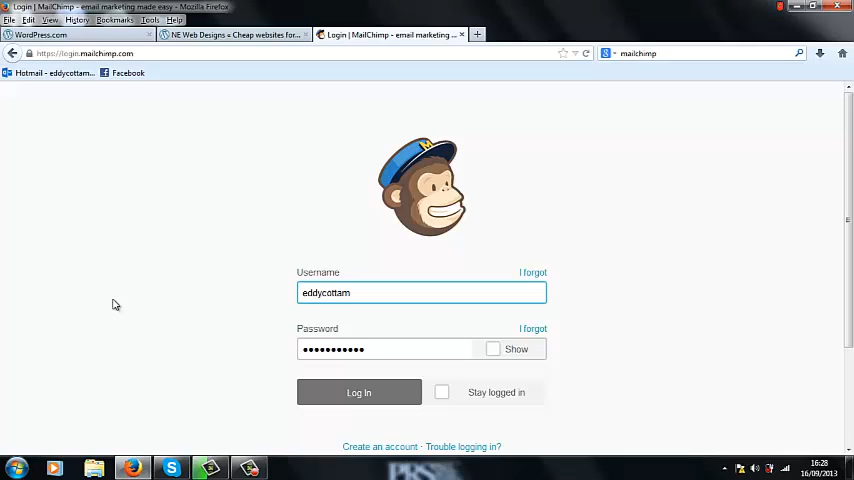 Login | MailChimp - email marketing made easy - Mozilla Firefox
File Edit View History Bookmarks Tools Help
WordPress.com
NE Web Designs = Cheap websites for...
Login | MailChimp - email marketing ...
https://login.mailchimp.com
mailchimp
Hotmail - eddycottam...
Facebook
M
Username
I forgot
eddycottam
Password
I forgot
•••••••••••
Show
Log In
Stay logged in
Create an account - Trouble logging in?
16:28
16/09/2013